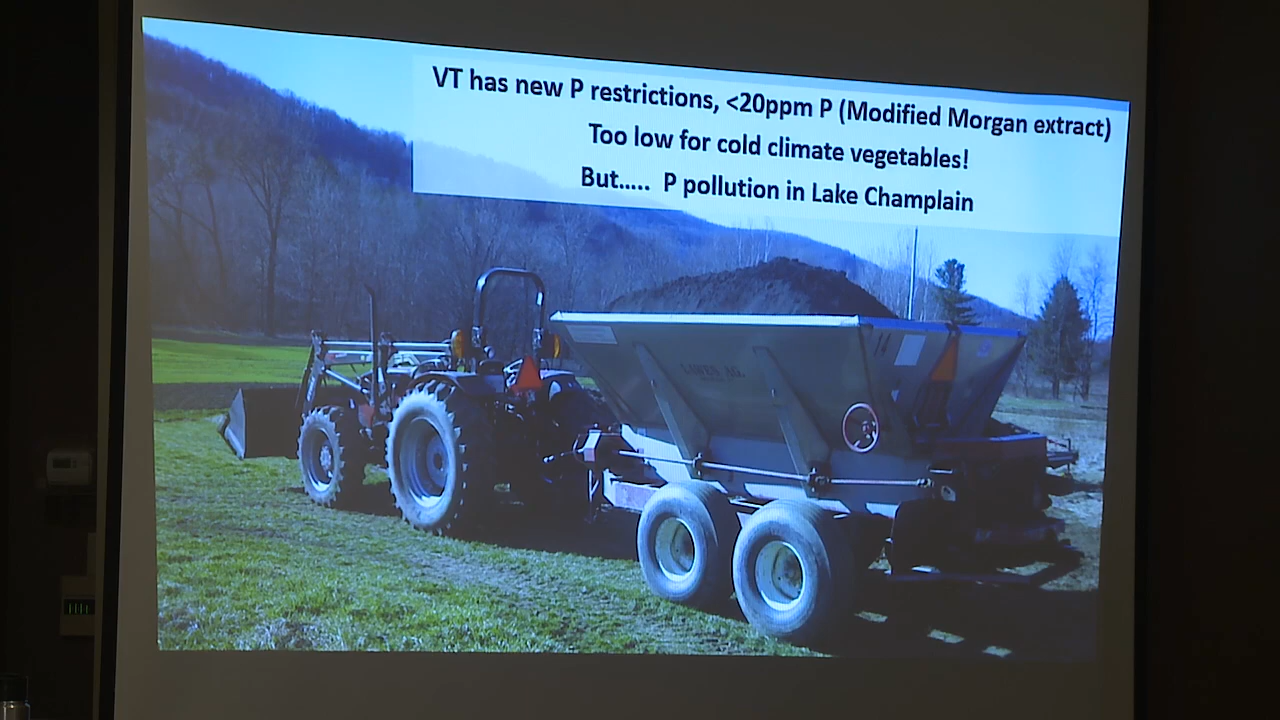 VT has new P restrictions, <20ppm P (Modified Morgan extract)
Too low for cold climate vegetables!
But..... P pollution in Lake Champlain
14